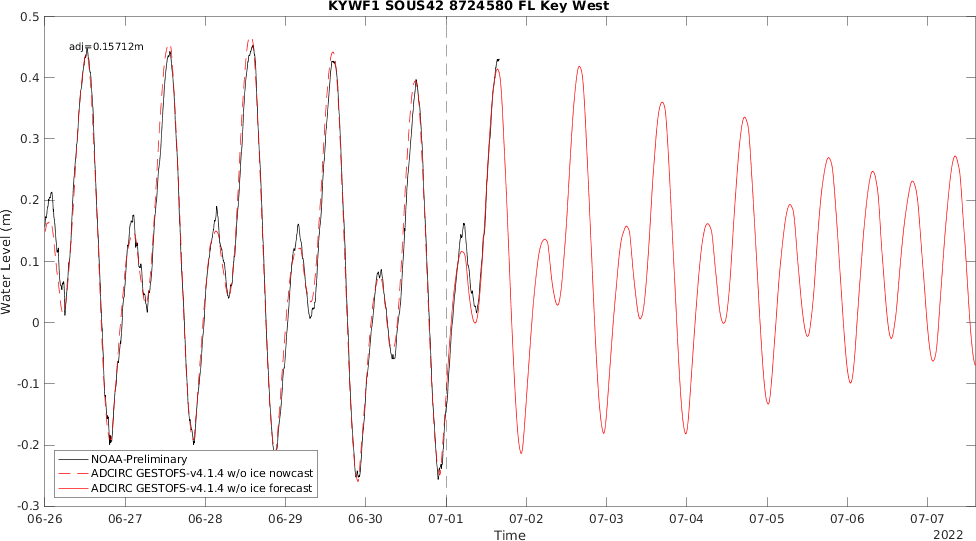 KYWF1 SOUS42 8724580 FL Key West
adj=0.15712m
0.5
0.4
0.3
0.2
0.1
0
-0.1
-0.2
-0.3
Water Level (m)
NOAA-Preliminary
ADCIRC GESTOFS-v4.1.4 w/o ice nowcast
ADCIRC GESTOFS-v4.1.4 w/o ice forecast
06-26 06-27 06-28 06-29 06-30 07-01 07-02 07-03 07-04 07-05 07-06 07-07
Time
2022